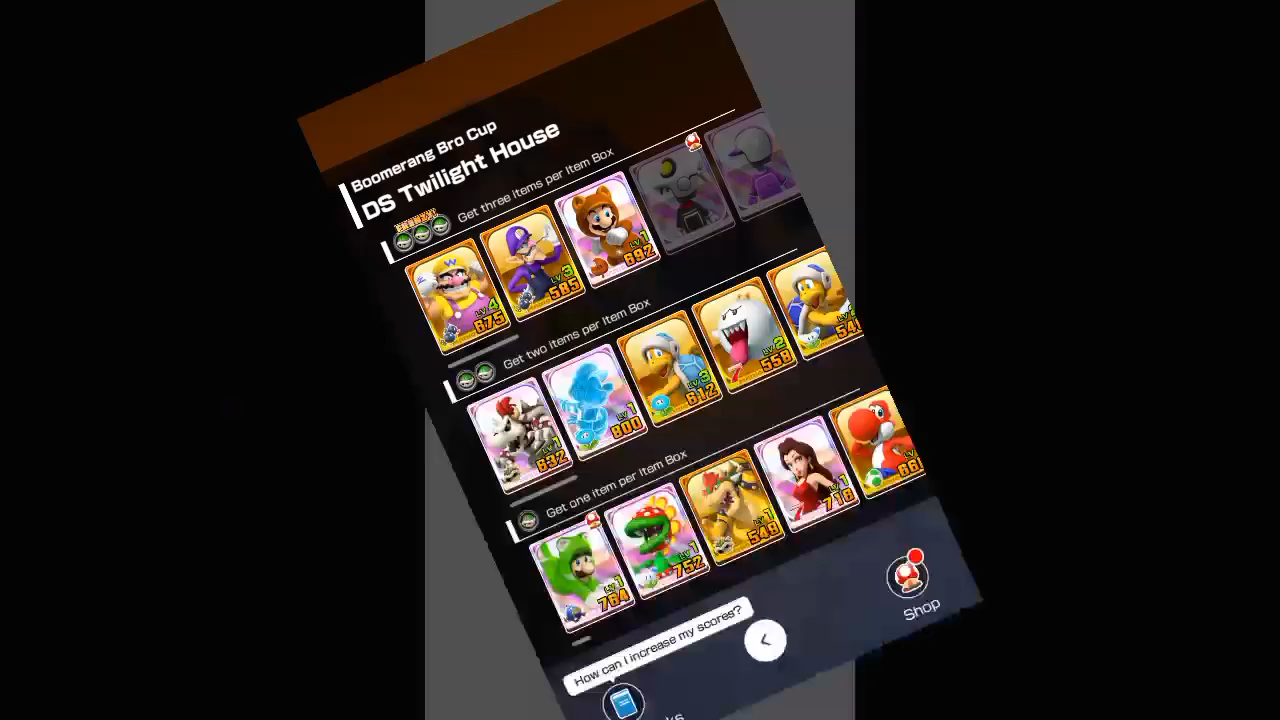 Boomerang Bro Cup
DS Twilight House
FRENZY!
Get three items per Item Box
Lv.4
675
Lv.3
585
Lv.1
692
Get two items per Item Box
Lv.1
632
Lv.1
800
Lv.3
612
Lv.2
558
Get one item per Item Box
Lv.1
764
Lv.1
752
Lv.1
548
Lv.1
718
Lv.
661
How can I increase my scores?
Shop